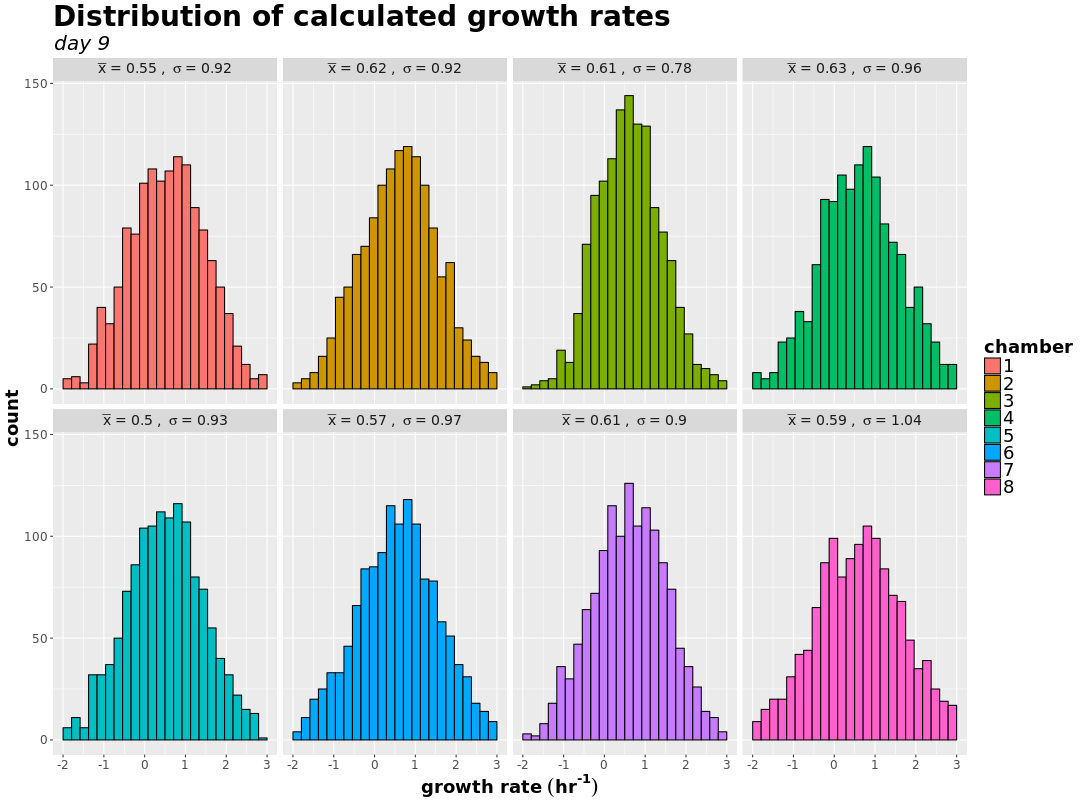 Distribution of calculated growth rates
day 9
x̅ = 0.55 , σ = 0.92
x̅ = 0.62 , σ = 0.92
x̅ = 0.61 , σ = 0.78
x̅ = 0.63 , σ = 0.96
150
100
50
0
count
x̅ = 0.5 , σ = 0.93
x̅ = 0.57 , σ = 0.97
x̅ = 0.61 , σ = 0.9
x̅ = 0.59 , σ = 1.04
150
100
50
0
-2 -1 0 1 2 3
-2 -1 0 1 2 3
-2 -1 0 1 2 3
-2 -1 0 1 2 3
growth rate (hr⁻¹)
chamber
1
2
3
4
5
6
7
8